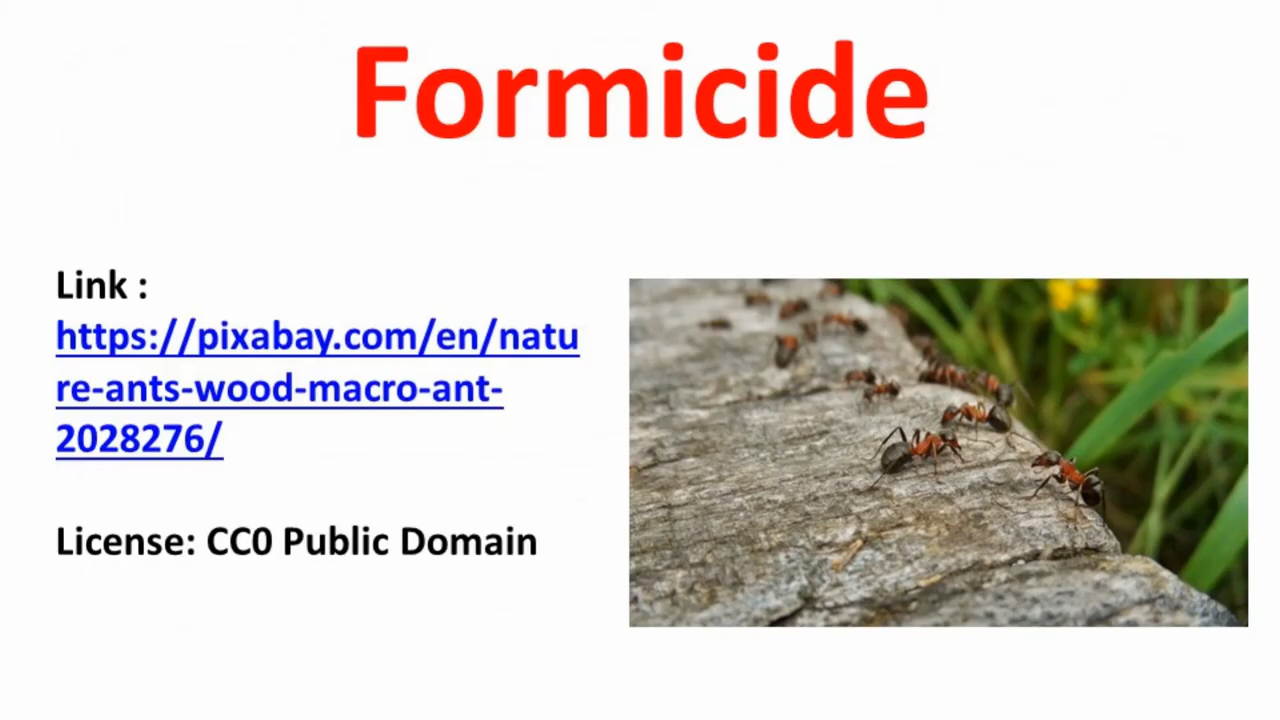 Formicide
Link :
https://pixabay.com/en/natu
re-ants-wood-macro-ant-
2028276/
License: CC0 Public Domain